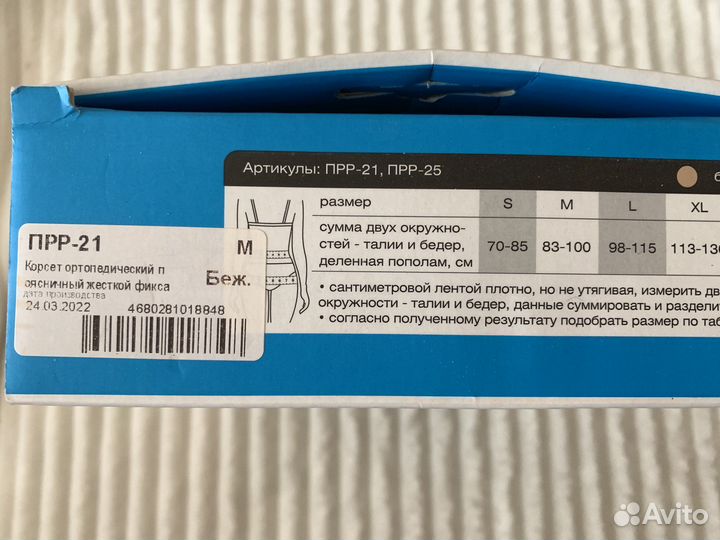 Артикулы: ПРР-21, ПРР-25
размер S M L XL
сумма двух окружно-
стей - талии и бедер,
деленная пополам, см
70-85 83-100 98-115 113-130
• сантиметровой лентой плотно, но не утягивая, измерить дв
окружности - талии и бедер, данные суммировать и разделит
• согласно полученному результату подобрать размер по таб
ПРР-21 M
Корсет ортопедический п
оясничный жесткой фикса
Беж.
дата производства
24.03.2022 4680281018848
Avito